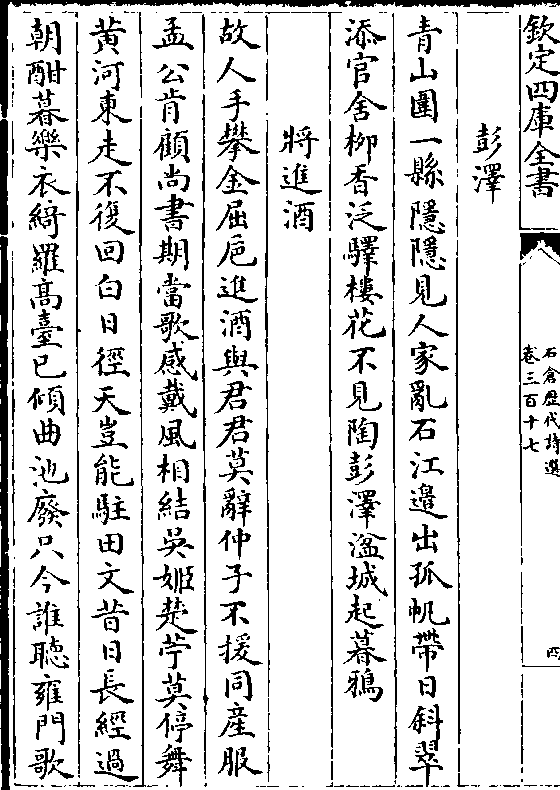 欽定四庫全書
石倉歷代詩選
卷三百十七
四
彭澤
青山圍一縣隱隱見人家亂石江邊出孤帆帶日斜翠
添官舍柳香泛驛樓花不見陶彭澤湓城起暮鴉
將進酒
故人手攀金屈巵進酒與君君莫辭仲子不援同産服
孟公肯顧尚書期當歌感戴風相結吳姬楚苧莫停舞
黄河東走不復回白日徑天豈能駐田文昔日長經過
朝酣暮樂衣綺羅高臺已傾曲池廢只今誰聽雍門歌